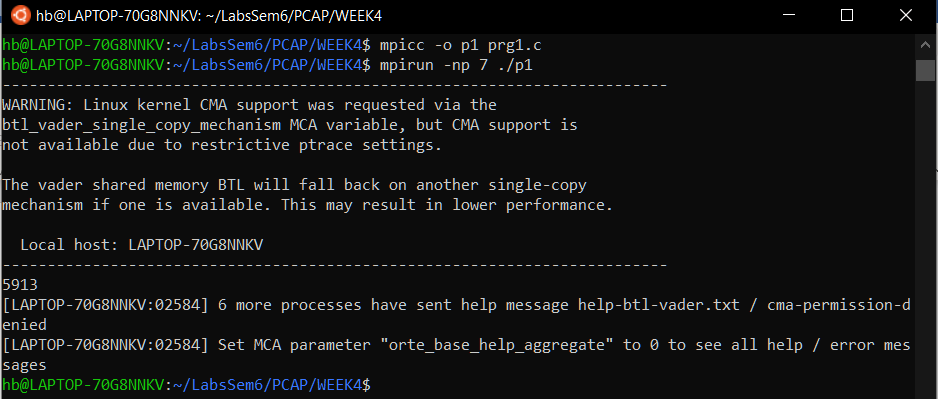 hb@LAPTOP-70G8NNKV: ~/LabsSem6/PCAP/WEEK4
hb@LAPTOP-70G8NNKV:~/LabsSem6/PCAP/WEEK4$ mpicc -o p1 prg1.c
hb@LAPTOP-70G8NNKV:~/LabsSem6/PCAP/WEEK4$ mpirun -np 7 ./p1
--------------------------------------------------------------------------
WARNING: Linux kernel CMA support was requested via the
btl_vader_single_copy_mechanism MCA variable, but CMA support is
not available due to restrictive ptrace settings.

The vader shared memory BTL will fall back on another single-copy
mechanism if one is available. This may result in lower performance.

  Local host: LAPTOP-70G8NNKV
--------------------------------------------------------------------------
5913
[LAPTOP-70G8NNKV:02584] 6 more processes have sent help message help-btl-vader.txt / cma-permission-d
enied
[LAPTOP-70G8NNKV:02584] Set MCA parameter "orte_base_help_aggregate" to 0 to see all help / error mes
sages
hb@LAPTOP-70G8NNKV:~/LabsSem6/PCAP/WEEK4$